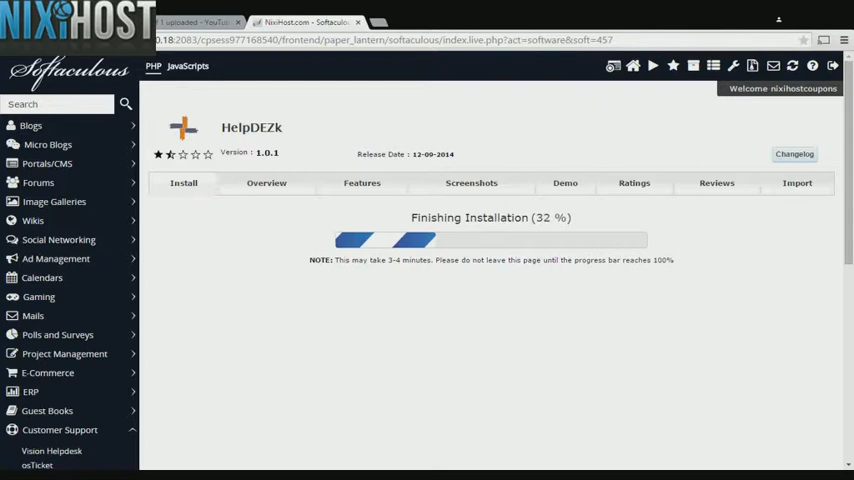 NIXIHOST
1 uploaded - YouTu
NixiHost.com - Softaculou
0.18:2083/cpsess977168540/frontend/paper_lantern/softaculous/index.live.php?act=software&soft=457
Softaculous
PHP JavaScripts
Welcome nixihostcoupons
Search
Blogs
Micro Blogs
Portals/CMS
Forums
Image Galleries
Wikis
Social Networking
Ad Management
Calendars
Gaming
Mails
Polls and Surveys
Project Management
E-Commerce
ERP
Guest Books
Customer Support
Vision Helpdesk
osTicket
HelpDEZk
Version : 1.0.1
Release Date : 12-09-2014
Changelog
Install Overview Features Screenshots Demo Ratings Reviews Import
Finishing Installation (32 %)
NOTE: This may take 3-4 minutes. Please do not leave this page until the progress bar reaches 100%